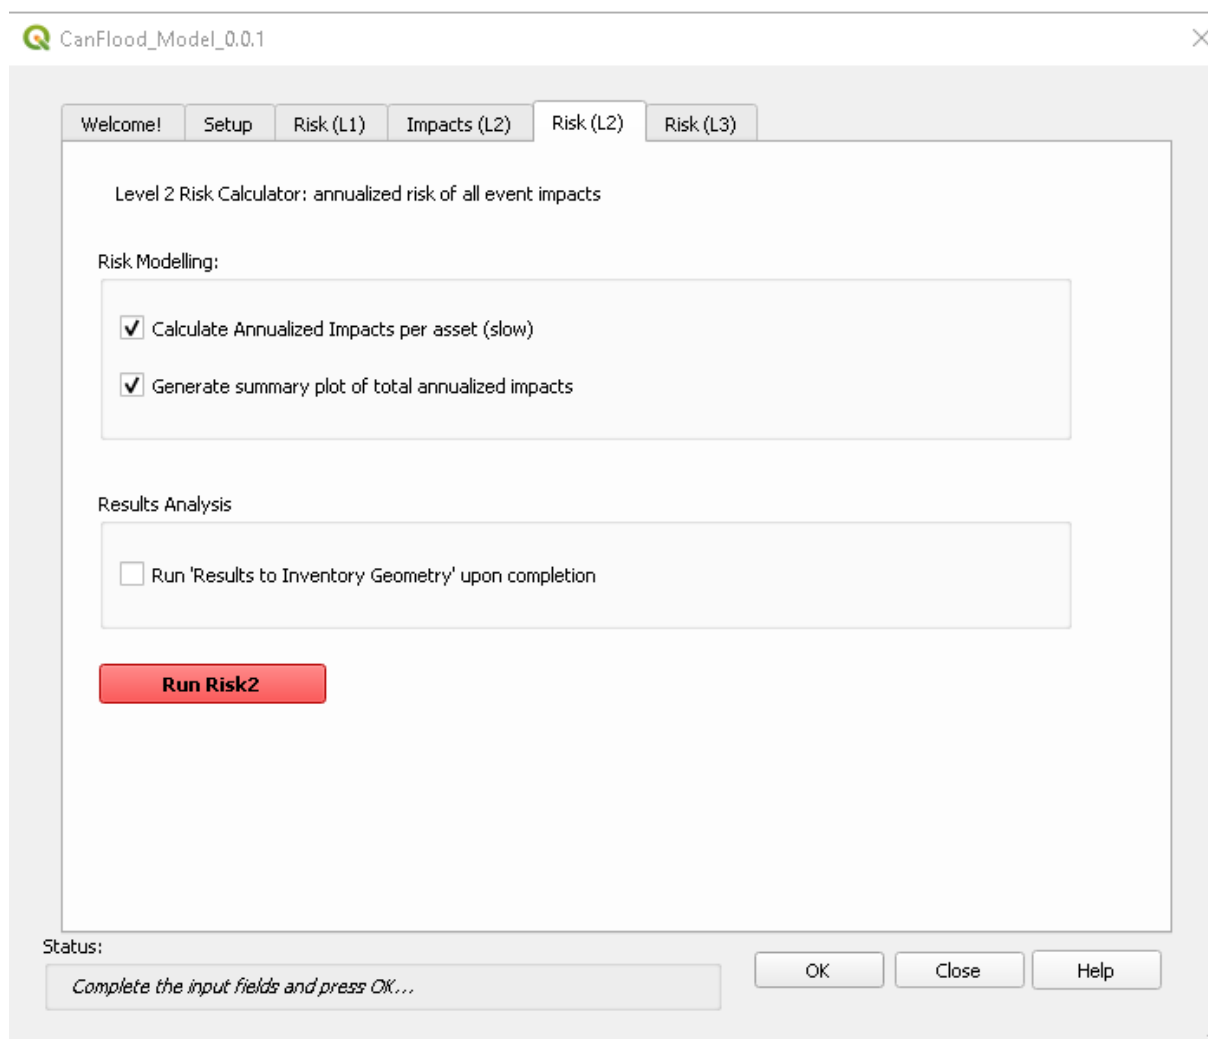 CanFlood_Model_0.0.1
Welcome! Setup Risk (L1) Impacts (L2) Risk (L2) Risk (L3)
Level 2 Risk Calculator: annualized risk of all event impacts
Risk Modelling:
Calculate Annualized Impacts per asset (slow)
Generate summary plot of total annualized impacts
Results Analysis
Run 'Results to Inventory Geometry' upon completion
Run Risk2
Status:
Complete the input fields and press OK...
OK Close Help